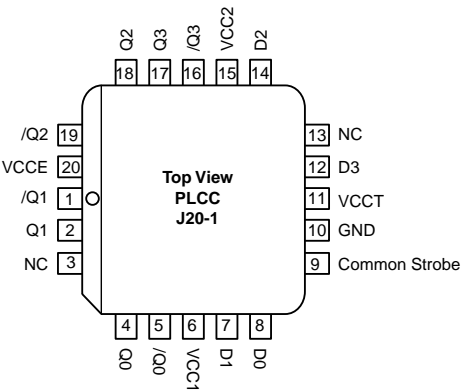 Q2 Q3 /Q3 VCC2 D2
18 17 16 15 14
/Q2 19
VCCE 20
/Q1 1
Q1 2
NC 3
Top View
PLCC
J20-1
13 NC
12 D3
11 VCCT
10 GND
9 Common Strobe
4 5 6 7 8
Q0 /Q0 VCC1 D1 D0